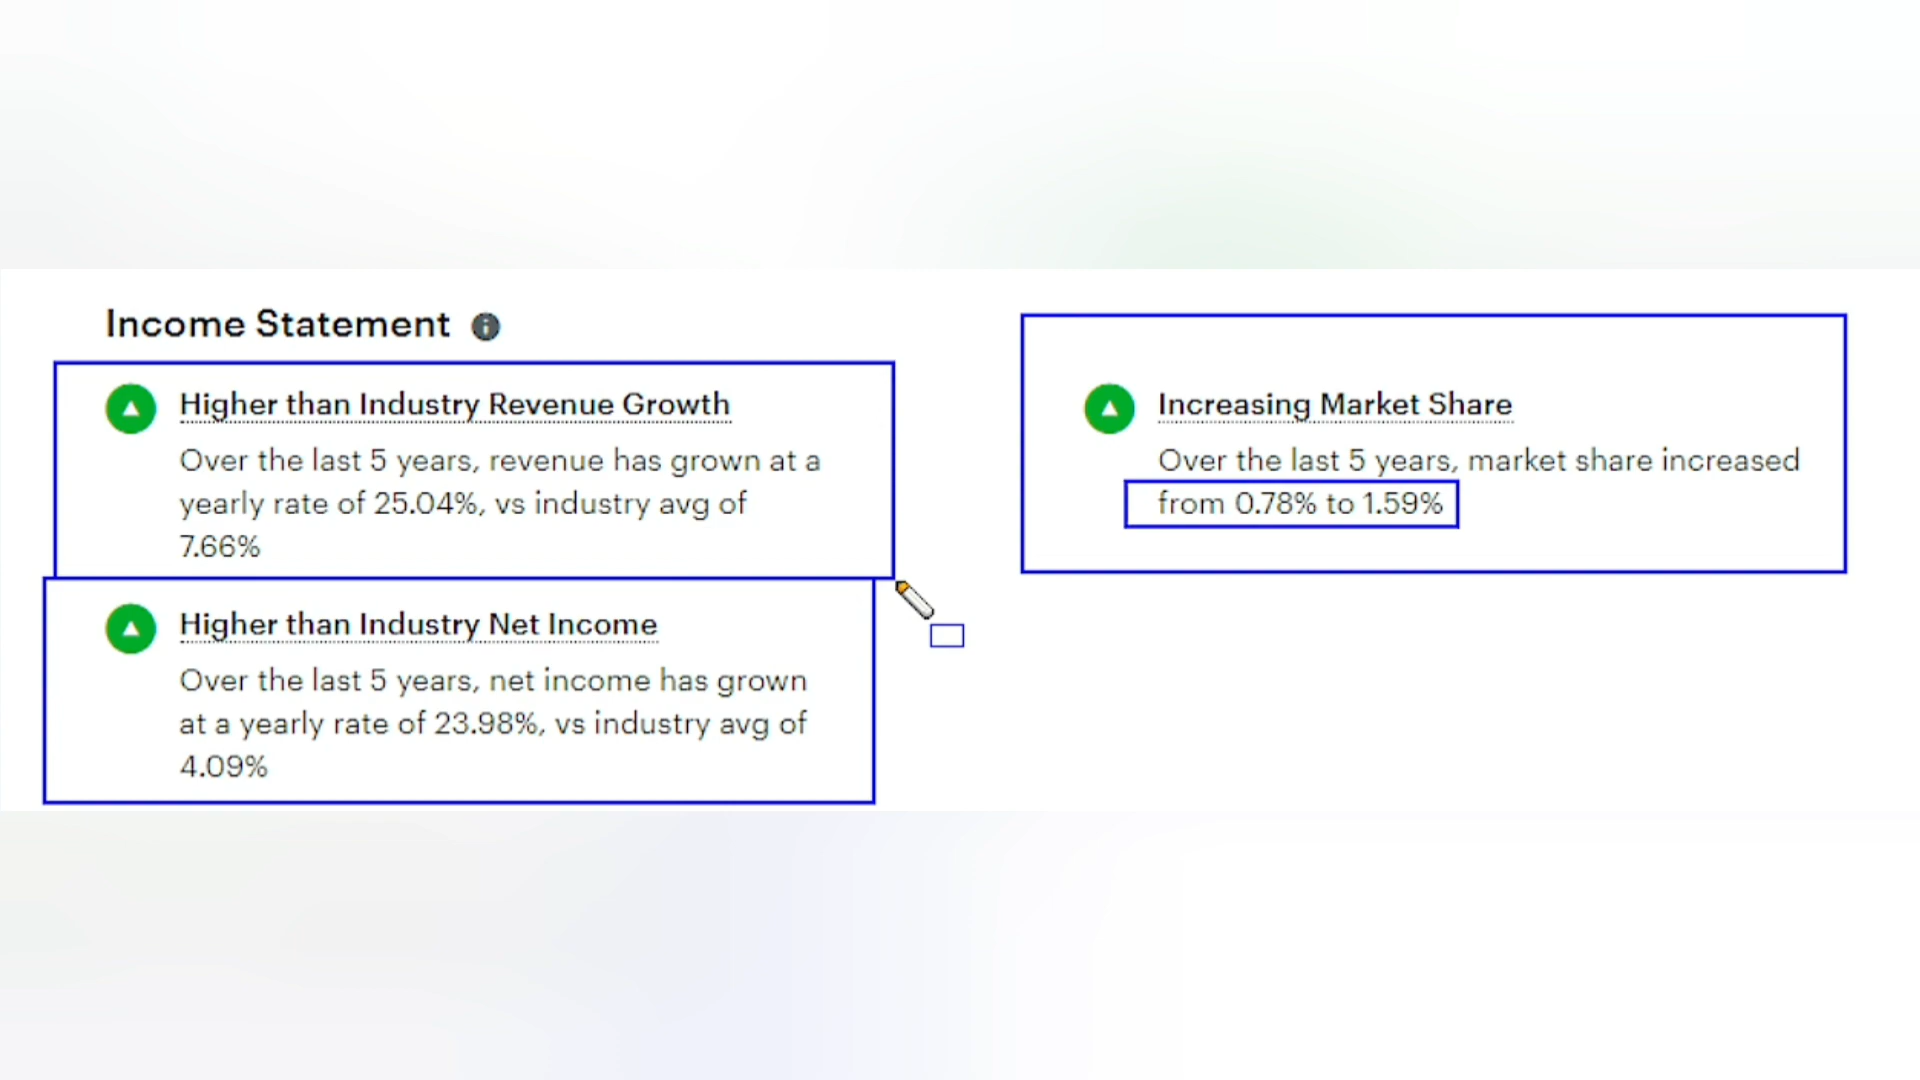 Income Statement
Higher than Industry Revenue Growth
Over the last 5 years, revenue has grown at a
yearly rate of 25.04%, vs industry avg of
7.66%
Higher than Industry Net Income
Over the last 5 years, net income has grown
at a yearly rate of 23.98%, vs industry avg of
4.09%
Increasing Market Share
Over the last 5 years, market share increased
from 0.78% to 1.59%